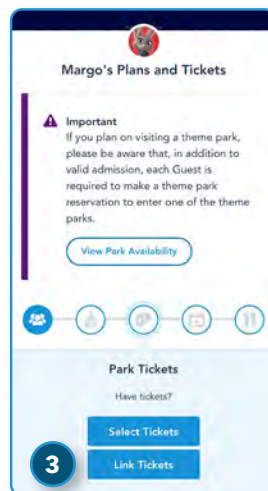 Margo's Plans and Tickets
Important
If you plan on visiting a theme park,
please be aware that, in addition to
valid admission, each Guest is
required to make a theme park
reservation to enter one of the theme
parks.
View Park Availability
Park Tickets
Have tickets?
Select Tickets
3
Link Tickets